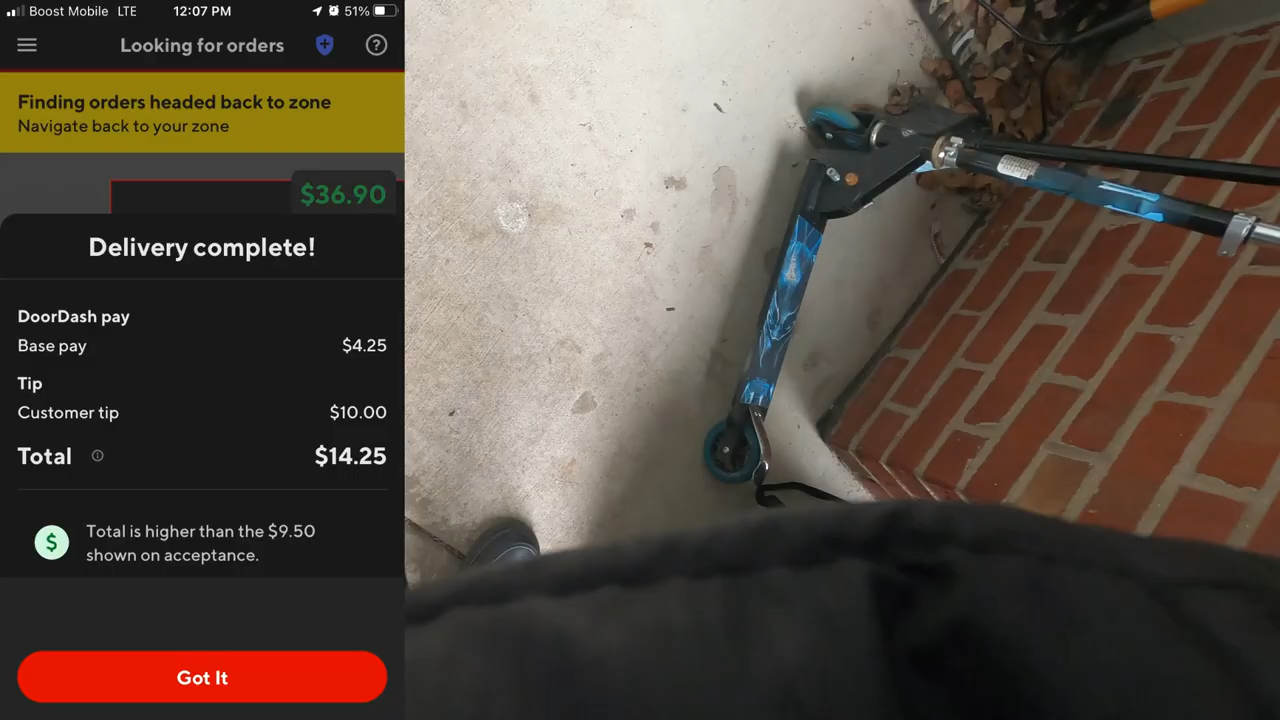 Boost Mobile LTE 12:07 PM 51%
Looking for orders
Finding orders headed back to zone
Navigate back to your zone
$36.90
Delivery complete!
DoorDash pay
Base pay $4.25
Tip
Customer tip $10.00
Total $14.25
$
Total is higher than the $9.50
shown on acceptance.
Got It